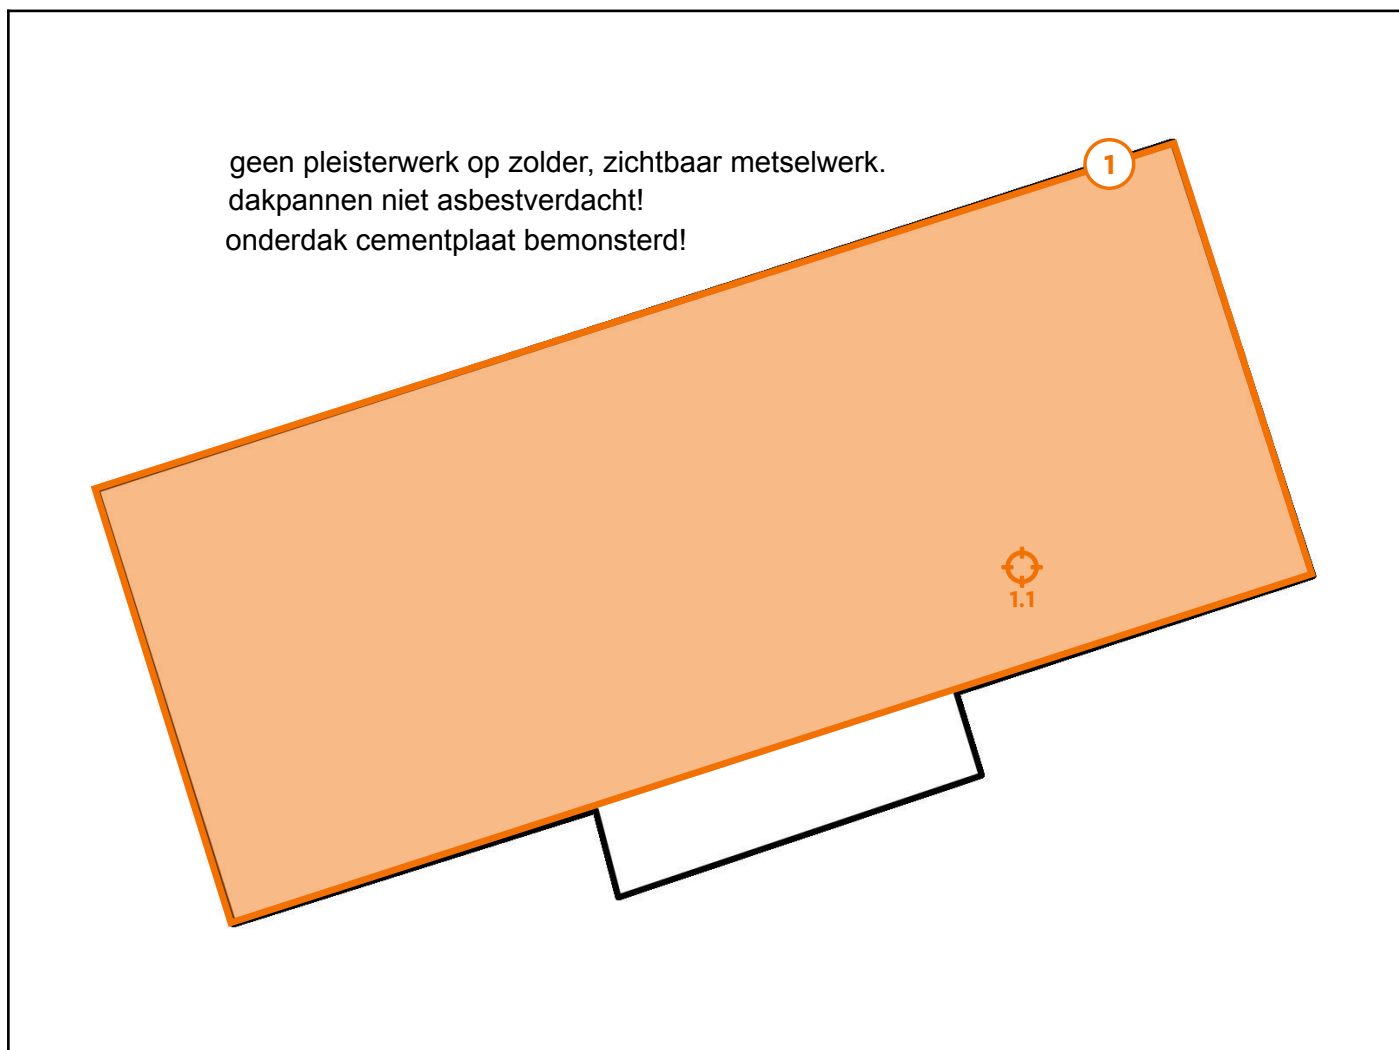 geen pleisterwerk op zolder, zichtbaar metselwerk.
dakpannen niet asbestverdacht!
onderdak cementplaat bemonsterd!
1
1.1